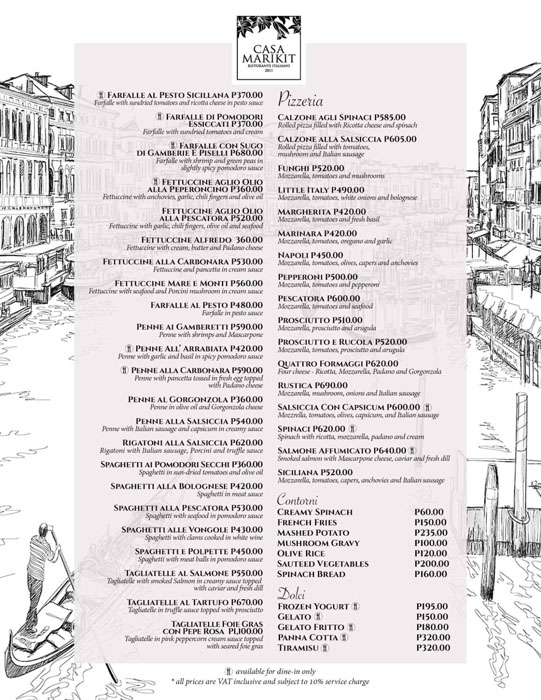 CASA
MARIKIT
RISTORANTE ITALIANO
2011
FARFALLE AL PESTO SICILLANA P370.00
Farfalle with sundried tomatoes and ricotta cheese in pesto sauce
FARFALLE DI POMODORI
ESSICCATI P370.00
Farfalle with sundried tomatoes and cream
FARFALLE CON SUGO
DI GAMBERIE E PISELLI P680.00
Farfalle with shrimp and green peas in
slightly spicy pomodoro sauce
FETTUCCINE AGLIO OLIO
ALLA PEPERONCINO P360.00
Fettuccine with anchovies, garlic, chili fingers and olive oil
FETTUCCINE AGLIO OLIO
ALLA PESCATORA P520.00
Fettuccine with garlic, chili fingers, olive oil and seafood
FETTUCCINE ALFREDO 360.00
Fettuccine with cream, butter and Padano cheese
FETTUCCINE ALLA CARBONARA P530.00
Fettuccine and pancetta in cream sauce
FETTUCCINE MARE E MONTI P560.00
Fettuccine with seafood and Porcini mushroom in cream sauce
FARFALLE AL PESTO P480.00
Farfalle in pesto sauce
PENNE AI GAMBERETTI P590.00
Penne with shrimps and Mascarpone
PENNE ALL' ARRABIATA P420.00
Penne with garlic and basil in spicy pomodoro sauce
PENNE ALLA CARBONARA P590.00
Penne with pancetta tossed in fresh egg topped
with Padano cheese
PENNE AL GORGONZOLA P360.00
Penne in olive oil and Gorgonzola cheese
PENNE ALLA SALSICCIA P540.00
Penne with Italian sausage and capsicum in creamy sauce
RIGATONI ALLA SALSICCIA P620.00
Rigatoni with Italian sausage, Porcini and truffle sauce
SPAGHETTI AI POMODORI SECCHI P360.00
Spaghetti in sun-dried tomatoes and olive oil
SPAGHETTI ALLA BOLOGNESE P420.00
Spaghetti in meat sauce
SPAGHETTI ALLA PESCATORA P530.00
Spaghetti with seafood in pomodoro sauce
SPAGHETTI ALLE VONGOLE P430.00
Spaghetti with clams cooked in white wine
SPAGHETTI E POLPETTE P450.00
Spaghetti with meat balls in pomodoro sauce
TAGLIATELLE AL SALMONE P550.00
Tagliatelle with smoked Salmon in creamy sauce topped
with caviar and fresh dill
TAGLIATELLE AL TARTUFO P670.00
Tagliatelle in truffle sauce topped with prosciutto
TAGLIATELLE FOIE GRAS
CON PEPE ROSA P1,100.00
Tagliatelle in pink peppercorn cream sauce topped
with seared foie gras
Pizzeria
CALZONE AGLI SPINACI P585.00
Rolled pizza filled with Ricotta cheese and spinach
CALZONE ALLA SALSICCIA P605.00
Rolled pizza filled with tomatoes,
mushroom and Italian sausage
FUNGHI P520.00
Mozzarella, tomatoes and mushrooms
LITTLE ITALY P490.00
Mozzarella, tomatoes, white onions and bolognese
MARGHERITA P420.00
Mozzarella, tomatoes and fresh basil
MARINARA P420.00
Mozzarella, tomatoes, oregano and garlic
NAPOLI P450.00
Mozzarella, tomatoes, olives, capers and anchovies
PEPPERONI P500.00
Mozzarella, tomatoes and pepperoni
PESCATORA P600.00
Mozzarella, tomatoes and seafood
PROSCIUTTO P510.00
Mozzarella, prosciutto and arugula
PROSCIUTTO E RUCOLA P520.00
Mozzarella, tomatoes, prosciutto and arugula
QUATTRO FORMAGGI P620.00
Four cheese - Ricotta, Mozzarella, Padano and Gorgonzola
RUSTICA P690.00
Mozzarella, mushroom, onions and Italian sausage
SALSICCIA CON CAPSICUM P600.00
Mozzrella, tomatoes, olives, capsicum, and Italian sausage
SPINACI P620.00
Spinach with ricotta, mozzarella, padano and cream
SALMONE AFFUMICATO P640.00
Smoked salmon with Mascarpone cheese, caviar and fresh dill
SICILIANA P520.00
Mozzarella, tomatoes, capers, anchovies and Italian sausage
Contorni
CREAMY SPINACH P60.00
FRENCH FRIES P150.00
MASHED POTATO P235.00
MUSHROOM GRAVY P100.00
OLIVE RICE P120.00
SAUTEED VEGETABLES P200.00
SPINACH BREAD P160.00
Dolci
FROZEN YOGURT P195.00
GELATO P150.00
GELATO FRITTO P180.00
PANNA COTTA P320.00
TIRAMISU P320.00
available for dine-in only
* all prices are VAT inclusive and subject to 10% service charge